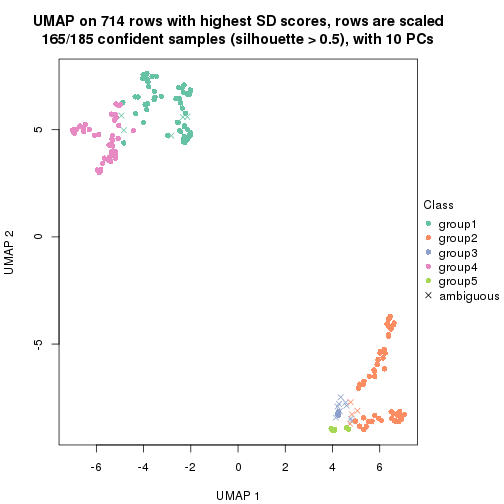 UMAP on 714 rows with highest SD scores, rows are scaled
165/185 confident samples (silhouette > 0.5), with 10 PCs
5
0
-5
UMAP 2
-6
-4
-2
0
2
4
6
UMAP 1
Class
group1
group2
group3
group4
group5
ambiguous